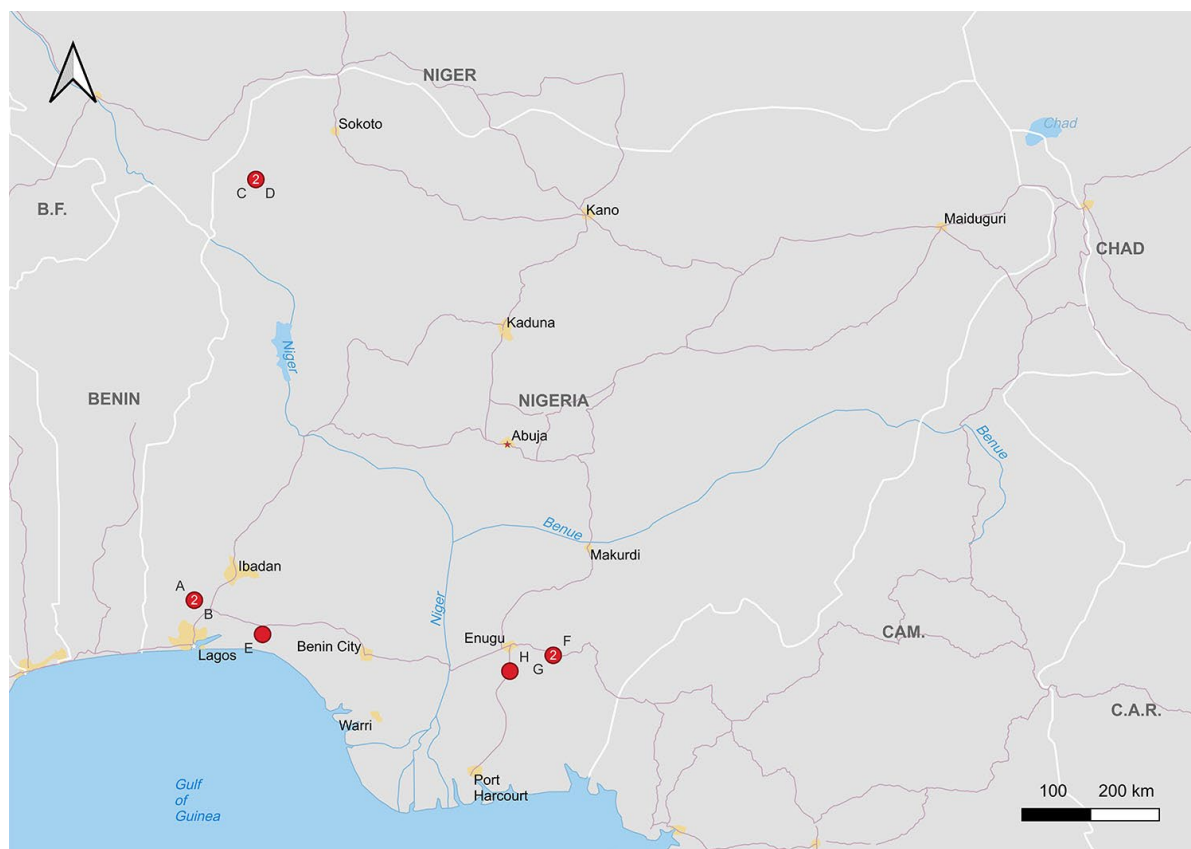 NIGER
Sokoto
Chad
2
C D
B.F.
Kano
Maiduguri
CHAD
Kaduna
Niger
BENIN
NIGERIA
Abuja
Benue
Benue
Makurdi
Ibadan
A
2
B
Niger
E
Lagos
Benin City
Enugu
H
F
G
2
CAM.
C.A.R.
Warri
Port
Harcourt
Gulf
of
Guinea
100 200 km